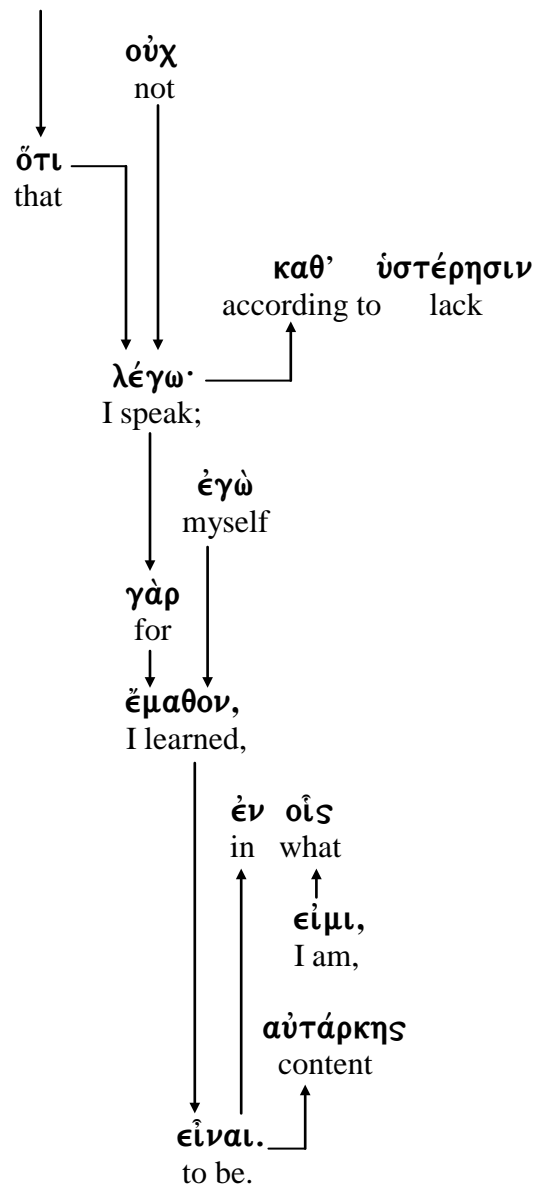 οὐχ
not
ὅτι
that
καθ’ ὑστέρησιν
according to lack
λέγω·
I speak;
ἐγὼ
myself
γὰρ
for
ἔμαθον,
I learned,
ἐν οἷς
in what
εἰμι,
I am,
αὐτάρκης
content
εἶναι.
to be.